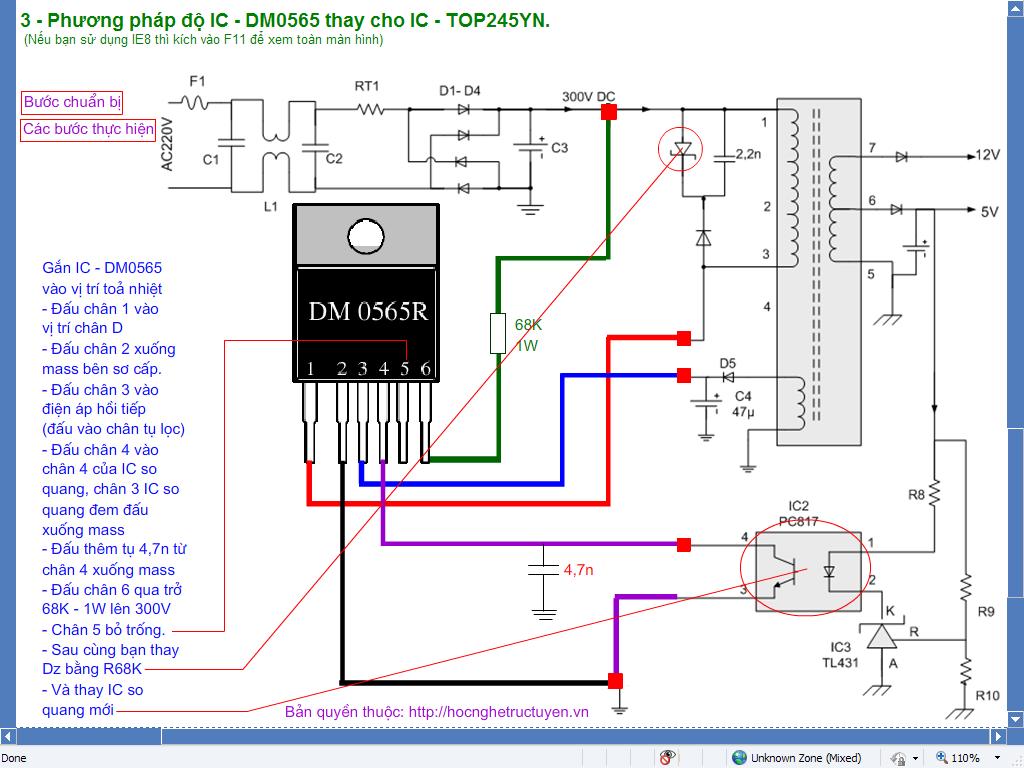 3 - Phương pháp độ IC - DM0565 thay cho IC - TOP245YN.
(Nếu bạn sử dụng IE8 thì kích vào F11 để xem toàn màn hình)
Bước chuẩn bị
Các bước thực hiện
F1
RT1
D1- D4
300V DC
AC220V
C1
C2
C3
L1
2,2n
1
2
3
4
7
6
5
12V
5V
Gắn IC - DM0565
vào vị trí toả nhiệt
- Đấu chân 1 vào
vị trí chân D
- Đấu chân 2 xuống
mass bên sơ cấp.
- Đấu chân 3 vào
điện áp hồi tiếp
(đấu vào chân tụ lọc)
- Đấu chân 4 vào
chân 4 của IC so
quang, chân 3 IC so
quang đem đấu
xuống mass
- Đấu thêm tụ 4,7n từ
chân 4 xuống mass
- Đấu chân 6 qua trở
68K - 1W lên 300V
- Chân 5 bỏ trống.
- Sau cùng bạn thay
Dz bằng R68K
- Và thay IC so
quang mới
DM 0565R
1 2 3 4 5 6
68K
1W
D5
C4
47µ
R8
IC2
PC817
4
3
1
2
4,7n
K
R
A
IC3
TL431
R9
R10
Bản quyền thuộc: http://hocnghetructuyen.vn
Done
Unknown Zone (Mixed)
110%